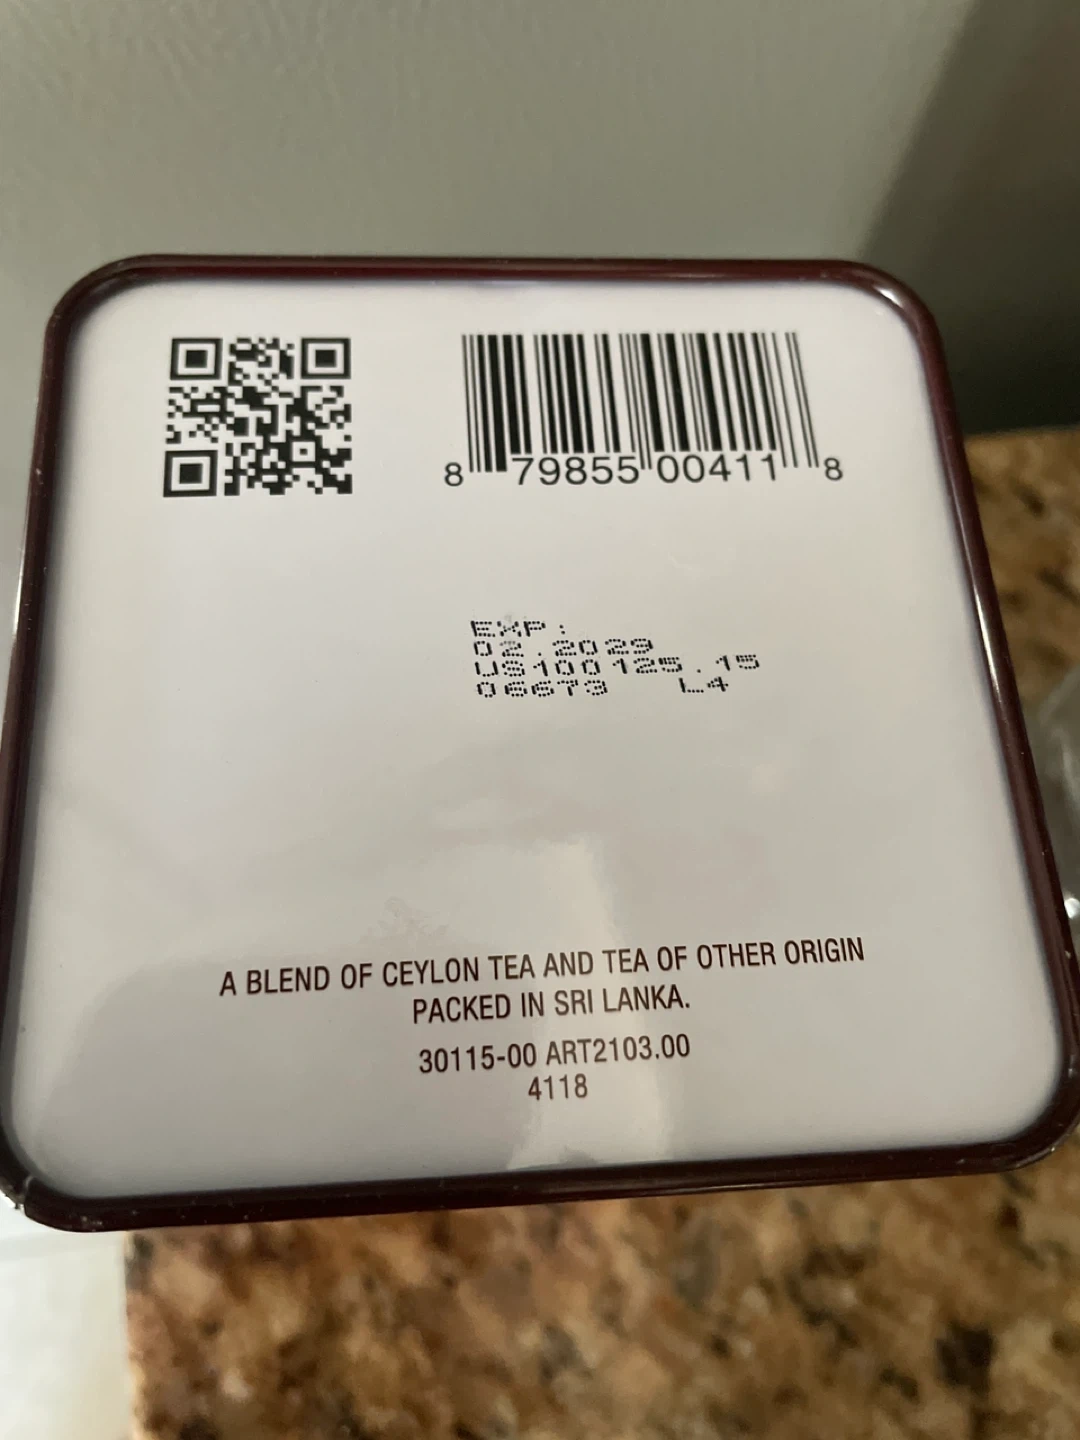 8 79855 00411 8
EXP:
02.2029
US100125.15
06673 L4
A BLEND OF CEYLON TEA AND TEA OF OTHER ORIGIN
PACKED IN SRI LANKA.
30115-00 ART2103.00
4118